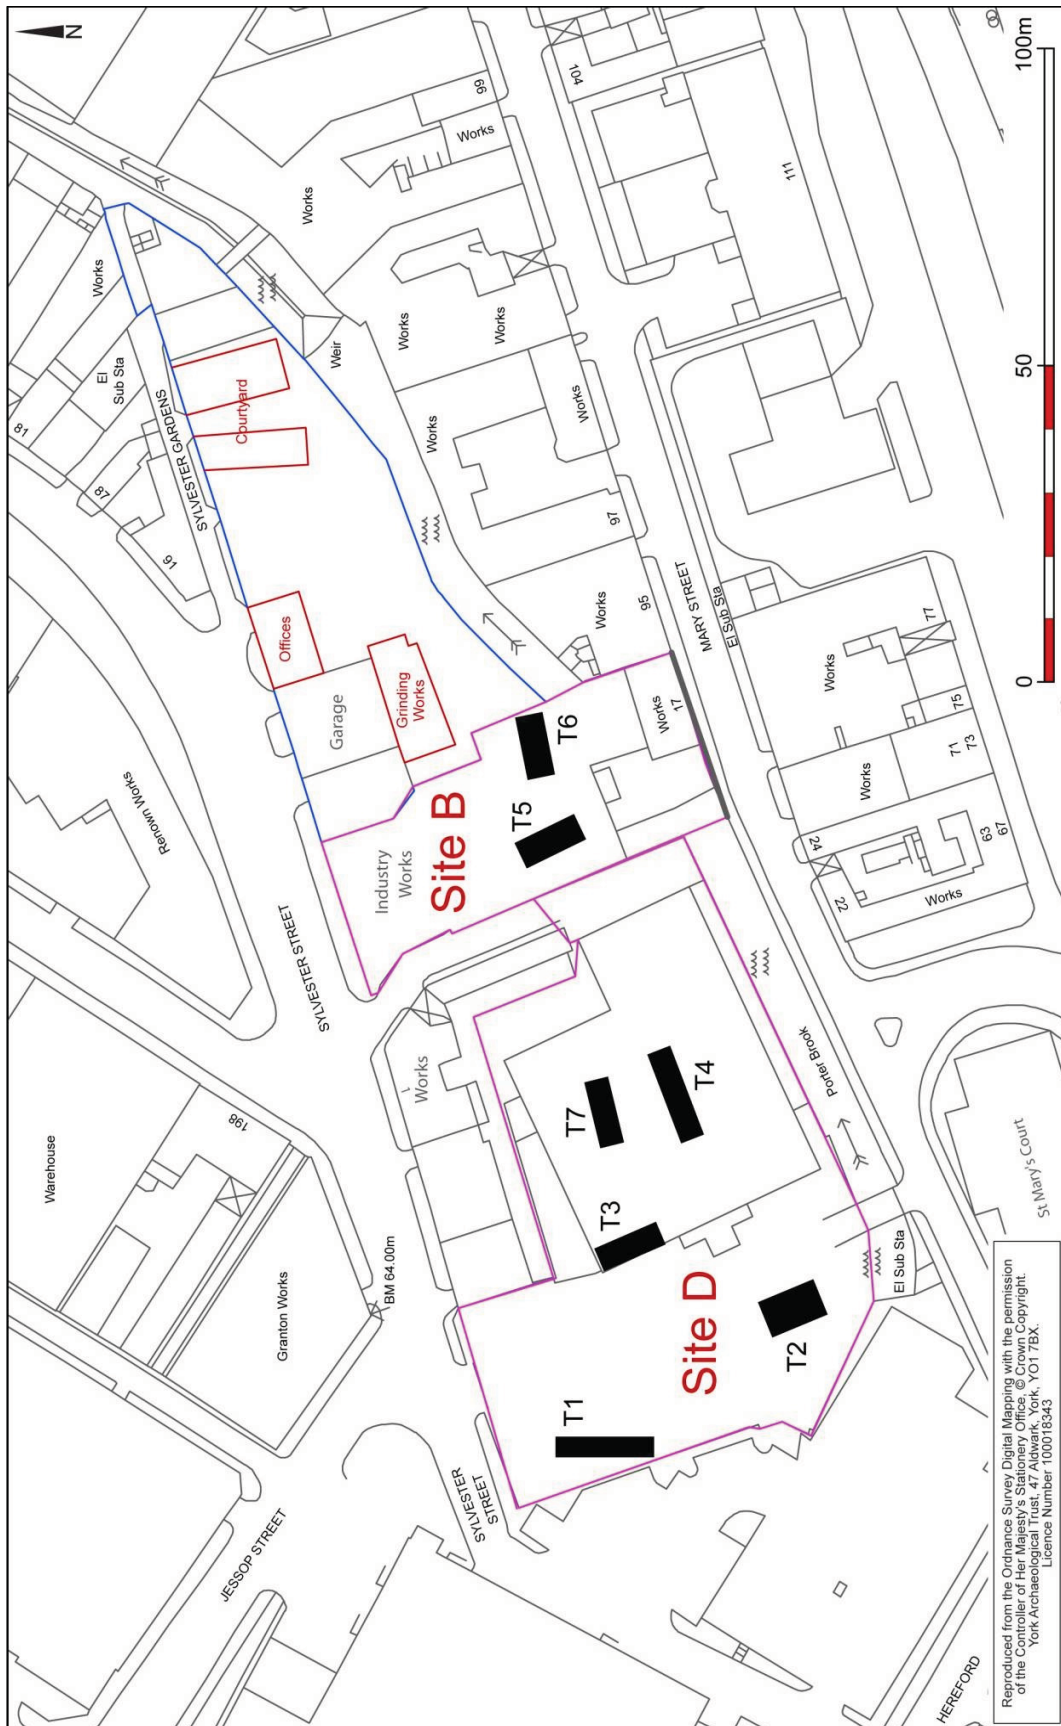 N
Warehouse
198
Granton Works
BM 64.00m
JESSOP STREET
SYLVESTER
STREET
SYLVESTER STREET
Renown Works
81
87
91
SYLVESTER GARDENS
El
Sub Sta
Works
Courtyard
Offices
Garage
Grinding
Works
Industry
Works
Works
Site B
T5
T6
Works
17
Works
95
97
Works
Works
Works
Works
Works
Weir
Works
Works
99
104
111
MARY STREET
El Sub Sta
Works
77
75
71
73
Works
24
22
63
67
Works
Porter Brook
T7
T4
T3
T1
T2
Site D
El Sub Sta
St Mary's Court
HEREFORD
0
50
100m
Reproduced from the Ordnance Survey Digital Mapping with the permission
of the Controller of Her Majesty's Stationery Office, © Crown Copyright.
York Archaeological Trust, 47 Aldwark, York, YO1 7BX.
Licence Number 100018343